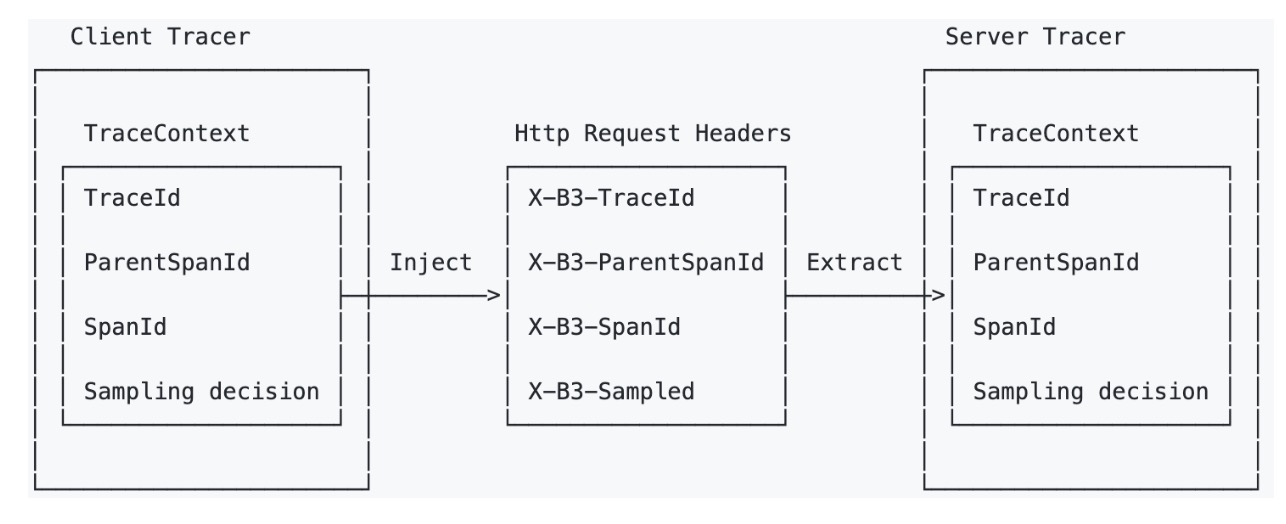 Client Tracer Server Tracer
TraceContext Http Request Headers TraceContext
TraceId X-B3-TraceId TraceId
ParentSpanId Inject X-B3-ParentSpanId Extract ParentSpanId
SpanId X-B3-SpanId SpanId
Sampling decision X-B3-Sampled Sampling decision